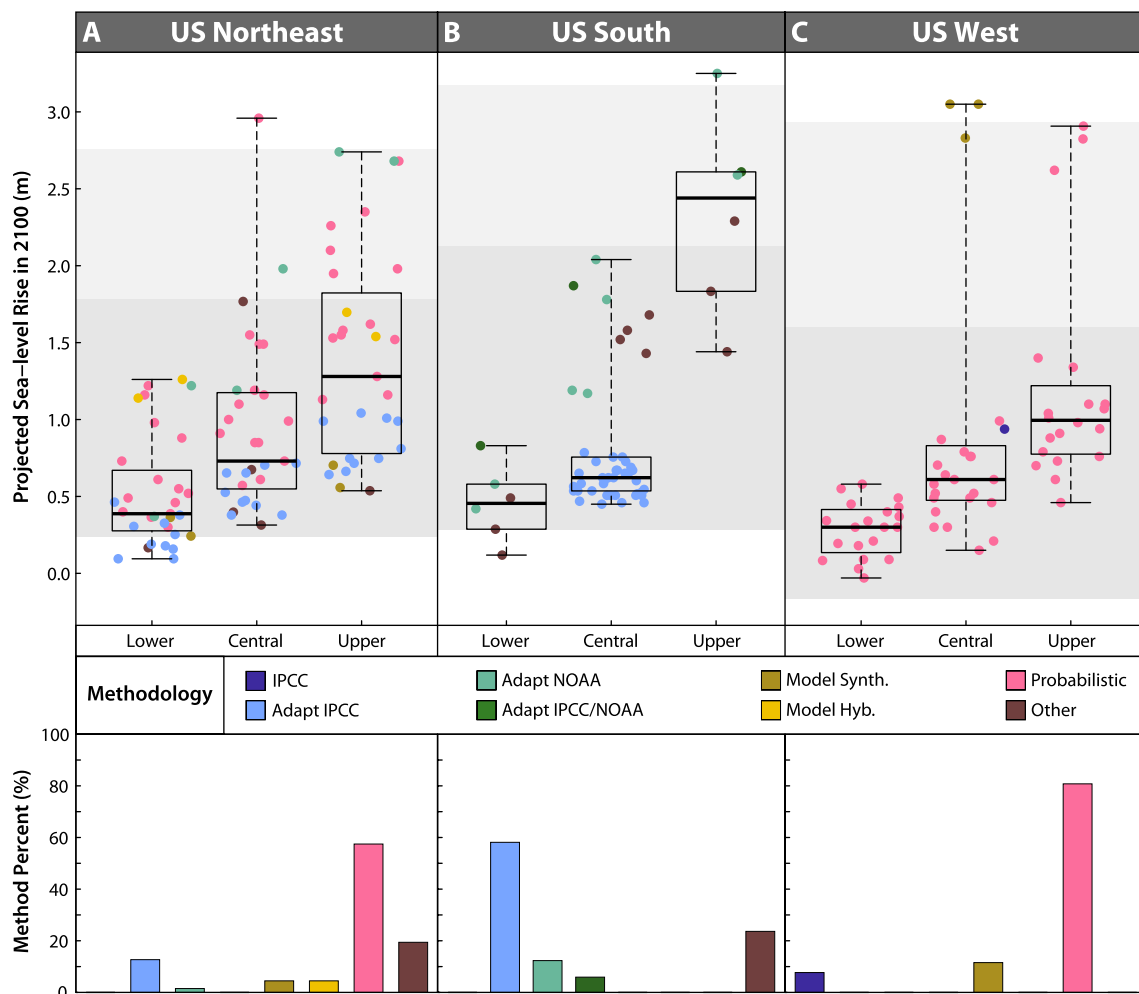 A US Northeast
B US South
C US West
Projected Sea–level Rise in 2100 (m)
3.0
2.5
2.0
1.5
1.0
0.5
0.0
Lower Central Upper
Lower Central Upper
Lower Central Upper
Methodology
IPCC
Adapt NOAA
Model Synth.
Probabilistic
Adapt IPCC
Adapt IPCC/NOAA
Model Hyb.
Other
Method Percent (%)
100
80
60
40
20
0